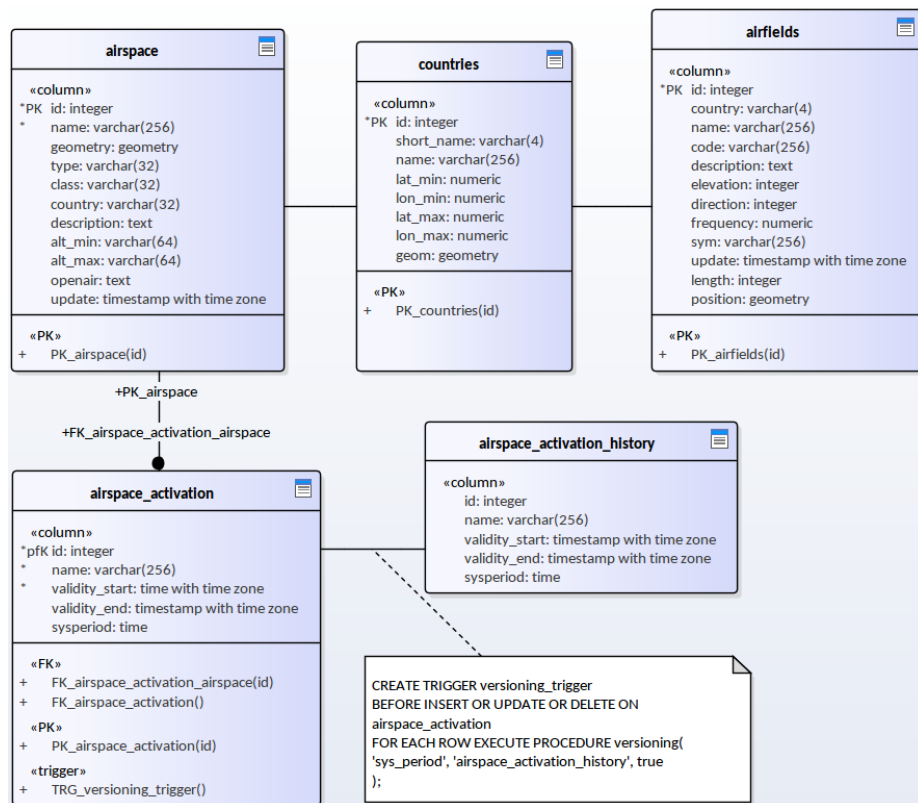 airspace
«column»
*PK id: integer
* name: varchar(256)
geometry: geometry
type: varchar(32)
class: varchar(32)
country: varchar(32)
description: text
alt_min: varchar(64)
alt_max: varchar(64)
openair: text
update: timestamp with time zone
«PK»
+ PK_airspace(id)
countries
«column»
*PK id: integer
short_name: varchar(4)
name: varchar(256)
lat_min: numeric
lon_min: numeric
lat_max: numeric
lon_max: numeric
geom: geometry
«PK»
+ PK_countries(id)
airfields
«column»
*PK id: integer
country: varchar(4)
name: varchar(256)
code: varchar(256)
description: text
elevation: integer
direction: integer
frequency: numeric
sym: varchar(256)
update: timestamp with time zone
length: integer
position: geometry
«PK»
+ PK_airfields(id)
+PK_airspace
+FK_airspace_activation_airspace
airspace_activation
«column»
*pfK id: integer
* name: varchar(256)
* validity_start: time with time zone
validity_end: timestamp with time zone
sysperiod: time
«FK»
+ FK_airspace_activation_airspace(id)
+ FK_airspace_activation()
«PK»
+ PK_airspace_activation(id)
«trigger»
+ TRG_versioning_trigger()
airspace_activation_history
«column»
id: integer
name: varchar(256)
validity_start: timestamp with time zone
validity_end: timestamp with time zone
sysperiod: time
CREATE TRIGGER versioning_trigger
BEFORE INSERT OR UPDATE OR DELETE ON
airspace_activation
FOR EACH ROW EXECUTE PROCEDURE versioning(
'sys_period', 'airspace_activation_history', true
);